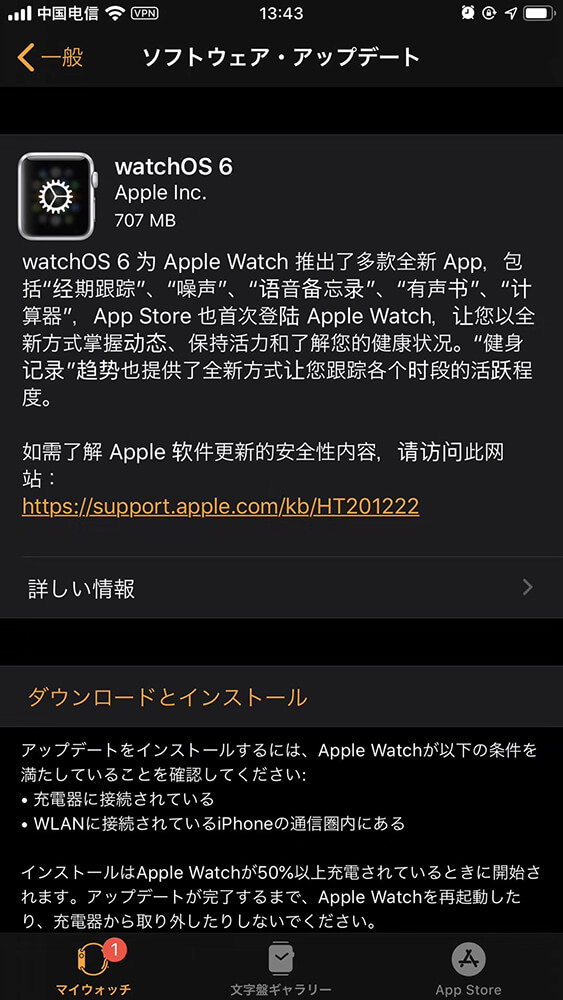 中国电信 VPN 13:43
一般 ソフトウェア・アップデート
watchOS 6
Apple Inc.
707 MB
watchOS 6 为 Apple Watch 推出了多款全新 App，包
括“经期跟踪”、“噪声”、“语音备忘录”、“有声书”、“计
算器”，App Store 也首次登陆 Apple Watch，让您以全
新方式掌握动态、保持活力和了解您的健康状况。“健身
记录”趋势也提供了全新方式让您跟踪各个时段的活跃程
度。
如需了解 Apple 软件更新的安全性内容，请访问此网
站：
https://support.apple.com/kb/HT201222
詳しい情報
ダウンロードとインストール
アップデートをインストールするには、Apple Watchが以下の条件を
満たしていることを確認してください:
• 充電器に接続されている
• WLANに接続されているiPhoneの通信圏内にある
インストールはApple Watchが50%以上充電されているときに開始さ
れます。アップデートが完了するまで、Apple Watchを再起動した
り、充電器から取り外したりしないでください。
1
マイウォッチ 文字盤ギャラリー App Store